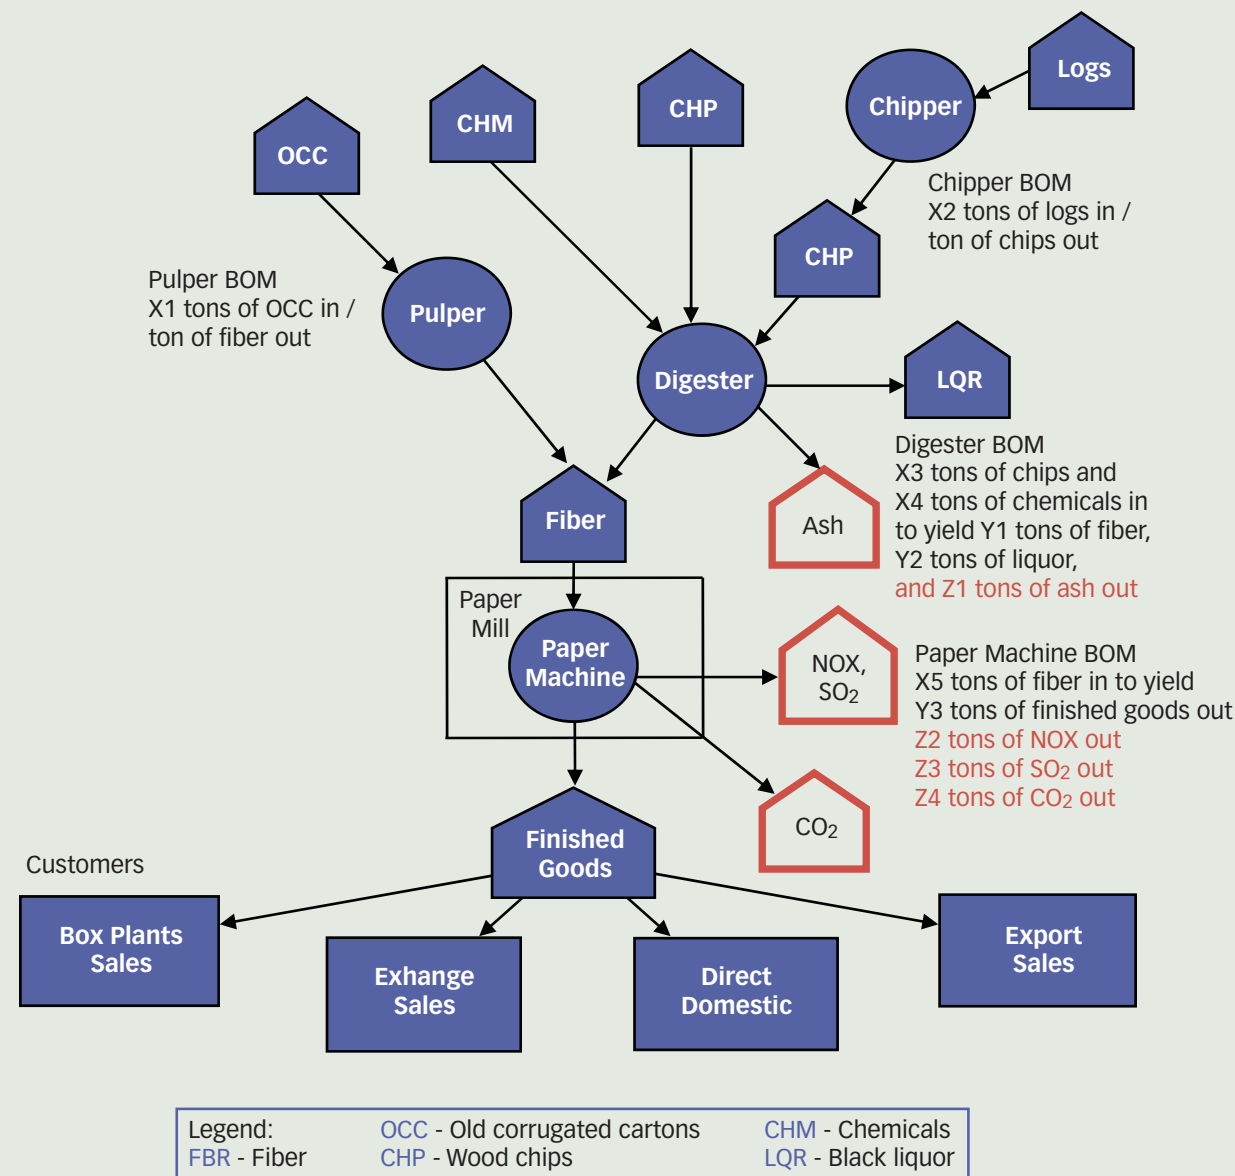 Logs
Chipper
CHP
CHM
OCC
Chipper BOM
X2 tons of logs in /
ton of chips out
CHP
Pulper BOM
X1 tons of OCC in /
ton of fiber out
Pulper
Digester
LQR
Digester BOM
X3 tons of chips and
X4 tons of chemicals in
to yield Y1 tons of fiber,
Y2 tons of liquor,
and Z1 tons of ash out
Fiber
Ash
Paper
Mill
Paper
Machine
NOX,
SO2
Paper Machine BOM
X5 tons of fiber in to yield
Y3 tons of finished goods out
Z2 tons of NOX out
Z3 tons of SO2 out
Z4 tons of CO2 out
CO2
Finished
Goods
Customers
Box Plants
Sales
Exhange
Sales
Direct
Domestic
Export
Sales
Legend:
FBR - Fiber
OCC - Old corrugated cartons
CHP - Wood chips
CHM - Chemicals
LQR - Black liquor